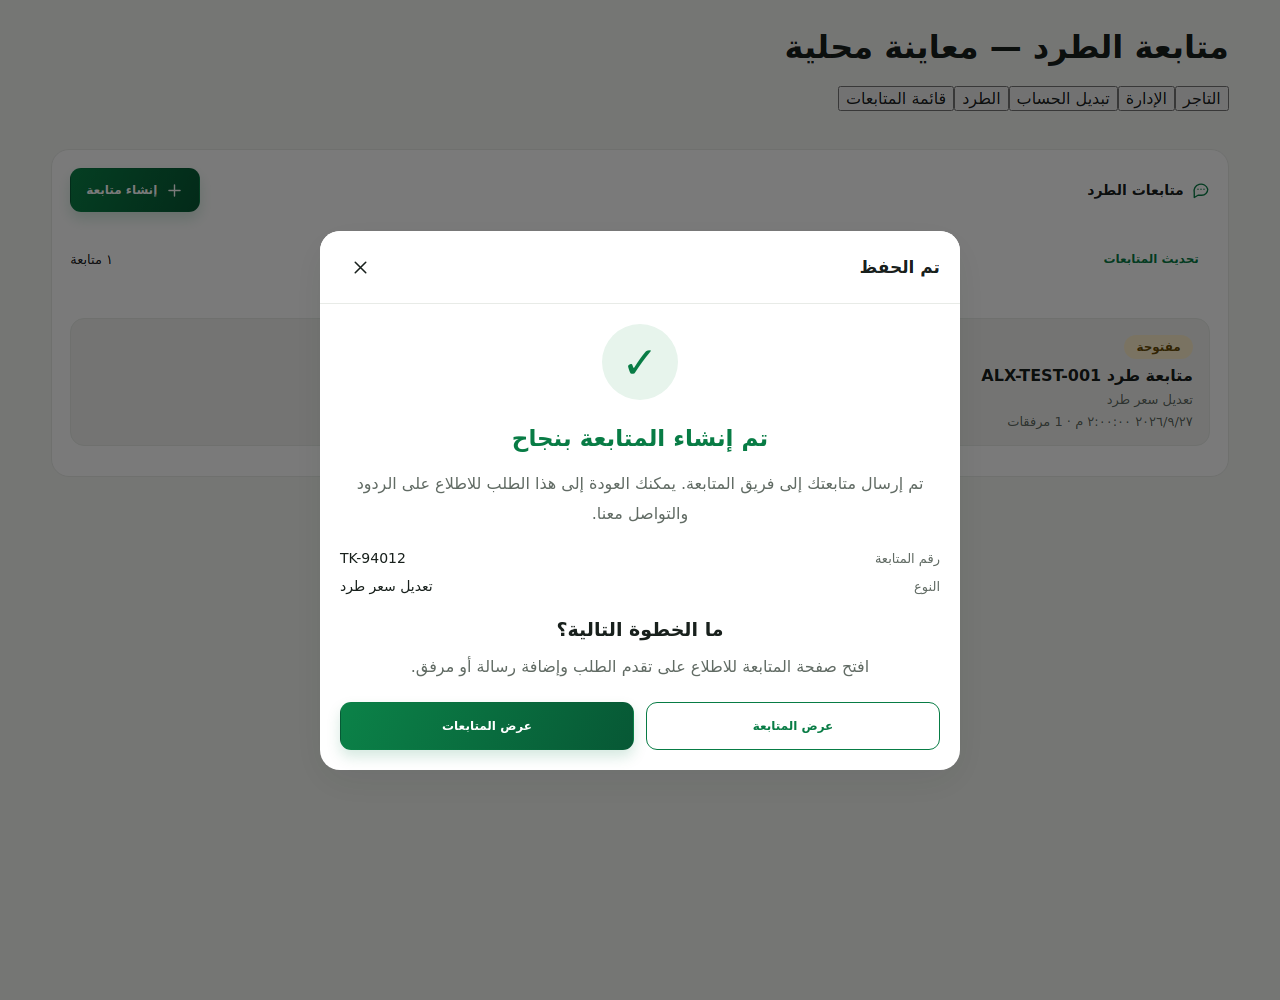 متابعة الطرد — معاينة محلية
التاجر
الإدارة
تبديل الحساب
الطرد
قائمة المتابعات
متابعات الطرد
إنشاء متابعة
تحديث المتابعات
١ متابعة
مفتوحة
متابعة طرد ALX-TEST-001
تعديل سعر طرد
٢٠٢٦/٩/٢٧ ٢:٠٠:٠٠ م · 1 مرفقات
تم الحفظ
✓
تم إنشاء المتابعة بنجاح
تم إرسال متابعتك إلى فريق المتابعة. يمكنك العودة إلى هذا الطلب للاطلاع على الردود
والتواصل معنا.
رقم المتابعة
TK-94012
النوع
تعديل سعر طرد
ما الخطوة التالية؟
افتح صفحة المتابعة للاطلاع على تقدم الطلب وإضافة رسالة أو مرفق.
عرض المتابعة
عرض المتابعات